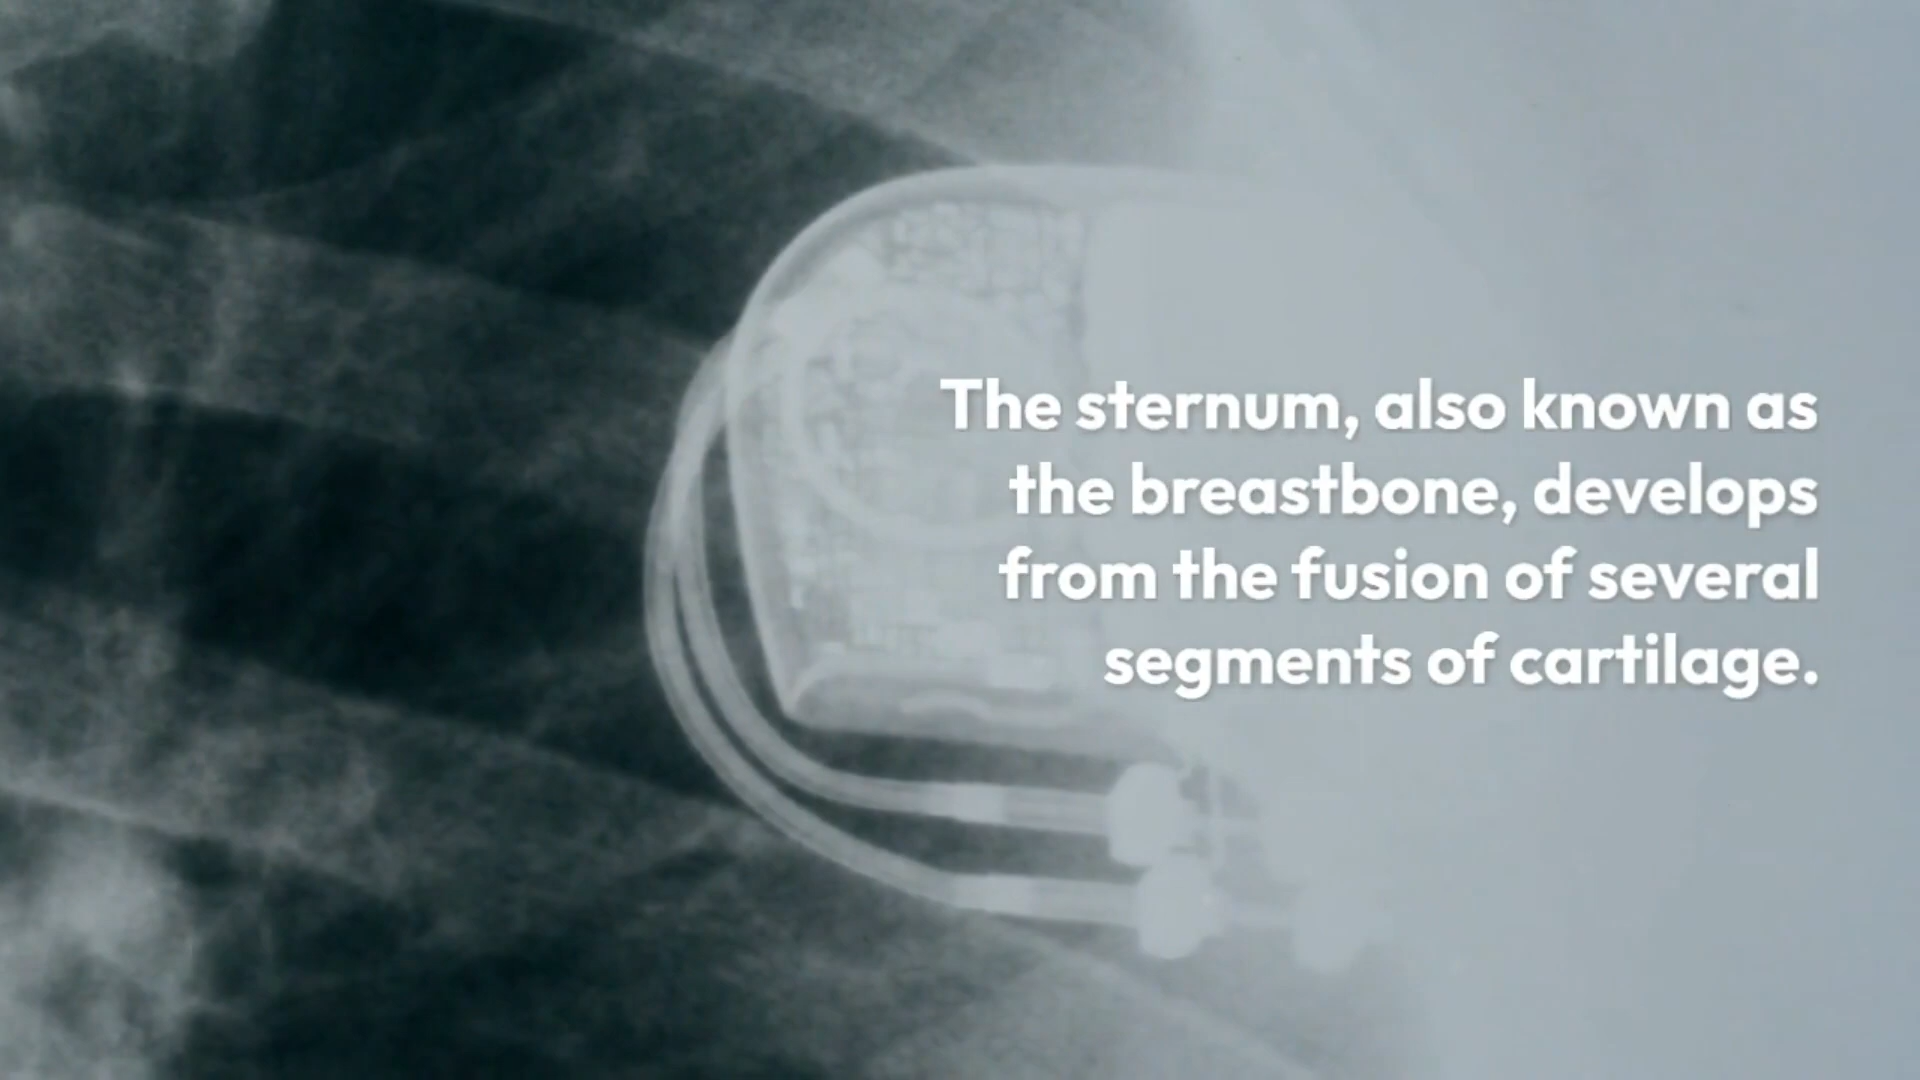 The sternum, also known as
the breastbone, develops
from the fusion of several
segments of cartilage.